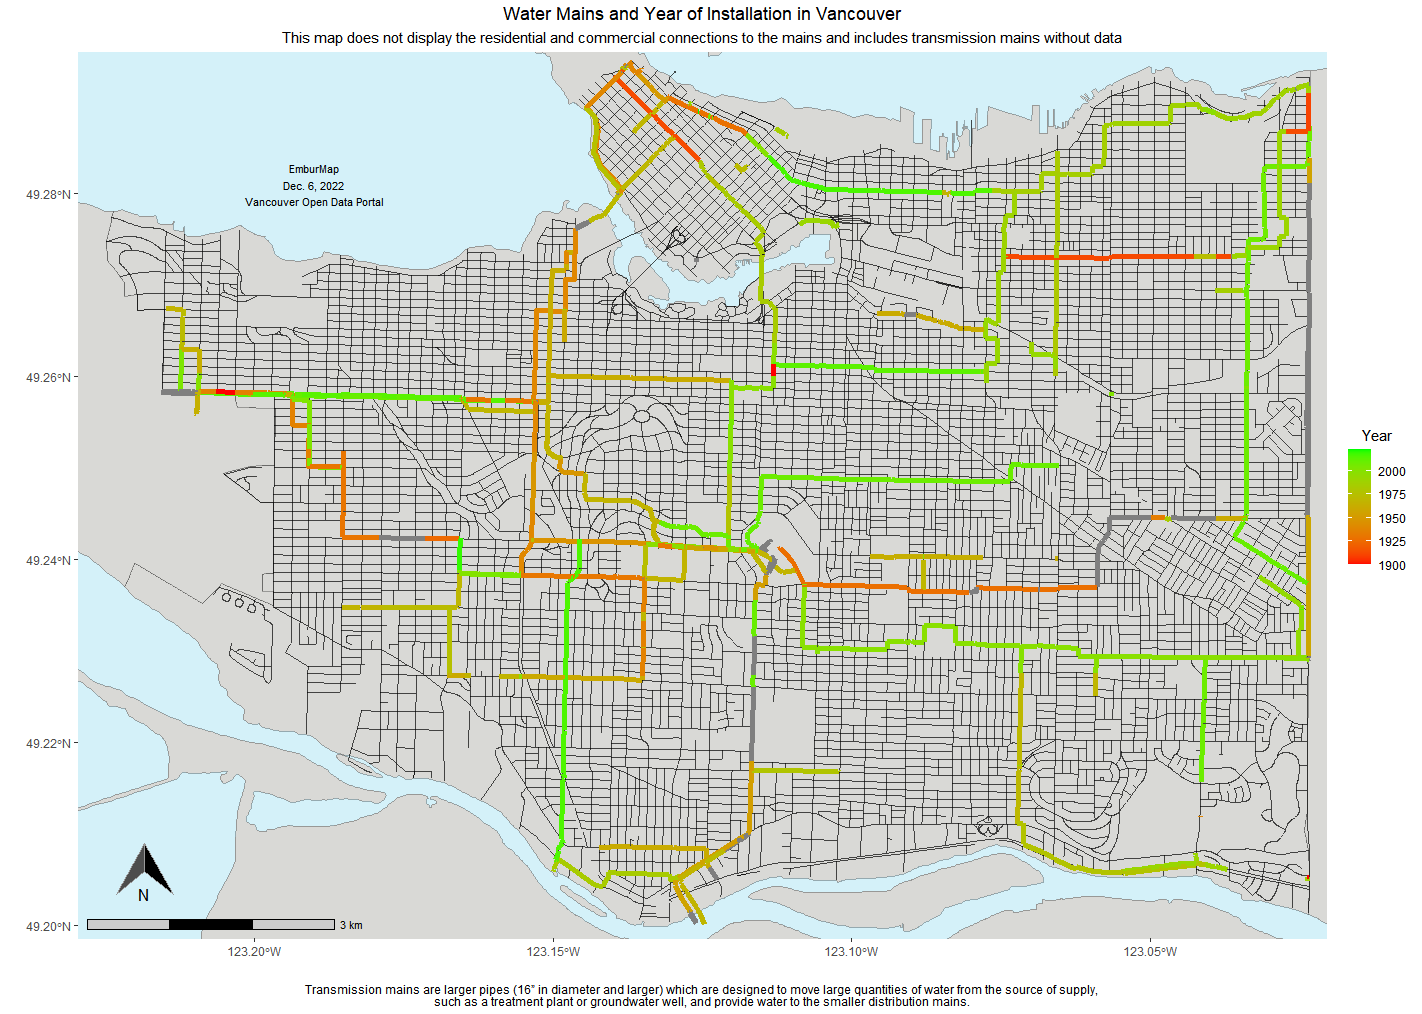 Water Mains and Year of Installation in Vancouver
This map does not display the residential and commercial connections to the mains and includes transmission mains without data
EmburMap
Dec. 6, 2022
Vancouver Open Data Portal
49.28°N
49.26°N
49.24°N
49.22°N
49.20°N
Year
2000
1975
1950
1925
1900
N
3 km
123.20°W
123.15°W
123.10°W
123.05°W
Transmission mains are larger pipes (16” in diameter and larger) which are designed to move large quantities of water from the source of supply,
such as a treatment plant or groundwater well, and provide water to the smaller distribution mains.